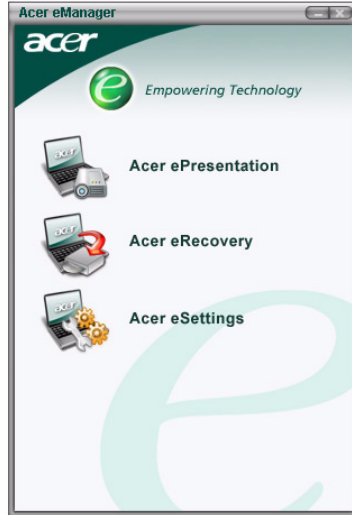 Acer eManager
acer
e Empowering Technology
Acer ePresentation
Acer eRecovery
Acer eSettings